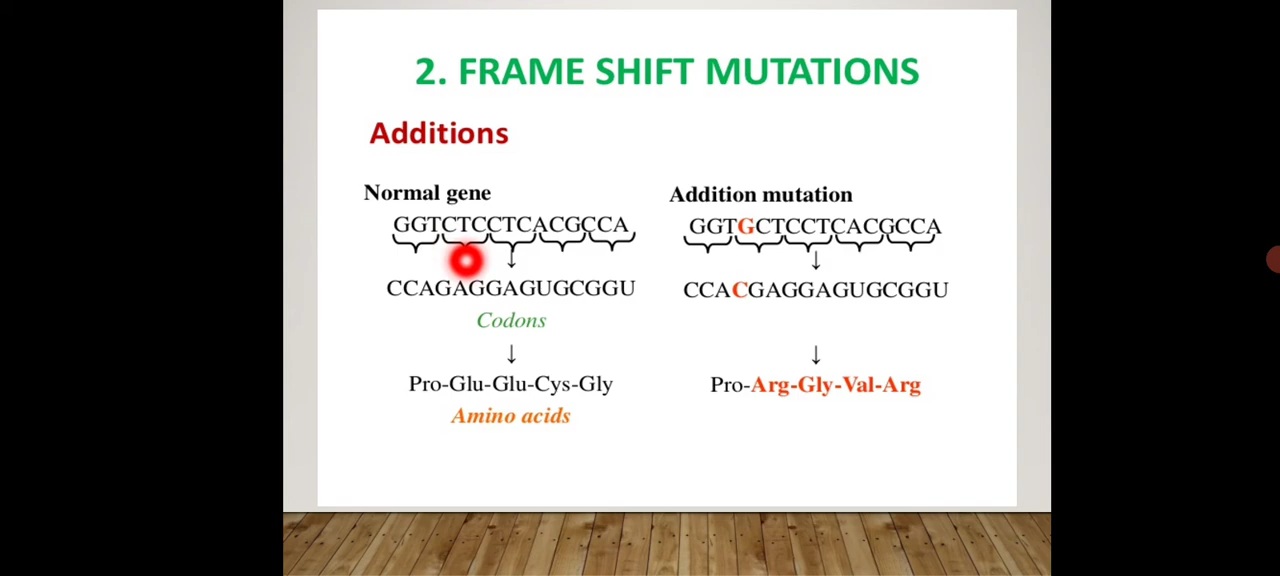 2. FRAME SHIFT MUTATIONS
Additions
Normal gene
GGTCTCCTCACGCCA
↓
CCAGAGGAGUGCGGU
Codons
↓
Pro-Glu-Glu-Cys-Gly
Amino acids
Addition mutation
GGTGCTCCTCACGCCA
↓
CCACGAGGAGUGCGGU
↓
Pro-Arg-Gly-Val-Arg